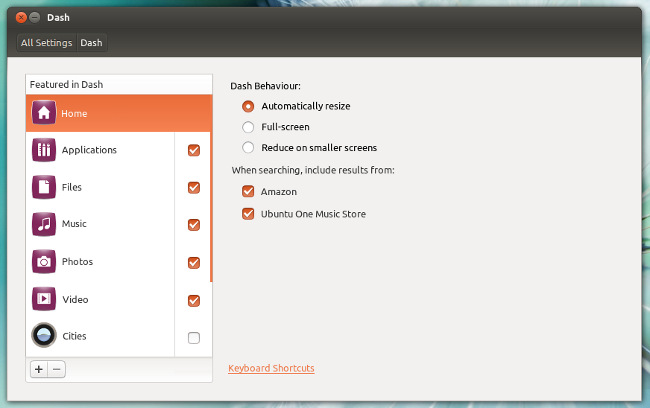 Dash
All Settings Dash
Featured in Dash
Home
Applications
Files
Music
Photos
Video
Cities
Dash Behaviour:
Automatically resize
Full-screen
Reduce on smaller screens
When searching, include results from:
Amazon
Ubuntu One Music Store
Keyboard Shortcuts